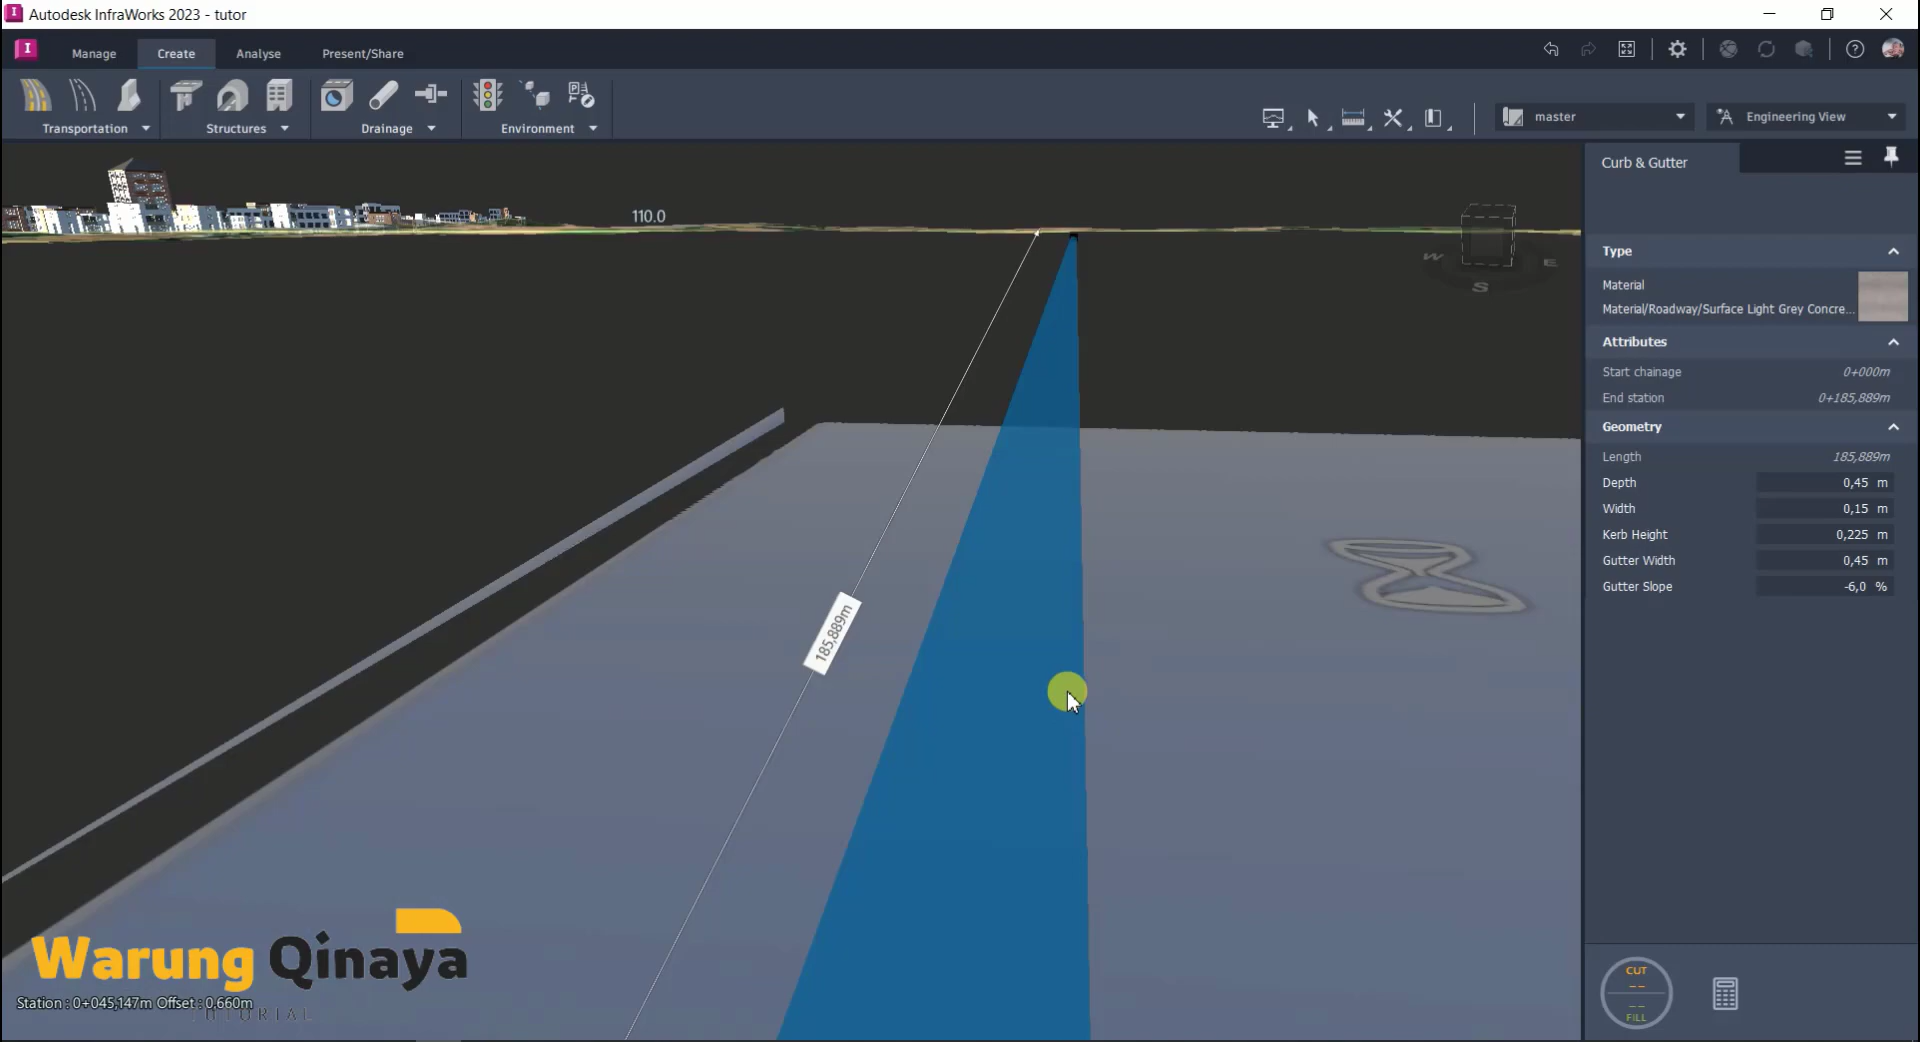 Autodesk InfraWorks 2023 - tutor
Manage Create Analyse Present/Share
Transportation Structures Drainage Environment
master Engineering View
Curb & Gutter
110.0
W E
S
Type
Material
Material/Roadway/Surface Light Grey Concre...
Attributes
Start chainage 0+000m
End station 0+185,889m
Geometry
Length 185,889m
Depth 0,45 m
Width 0,15 m
Kerb Height 0,225 m
Gutter Width 0,45 m
Gutter Slope -6,0 %
185,889m
Warung Qinaya
Station : 0+045,147m Offset : 0,660m
TUTORIAL
CUT
FILL